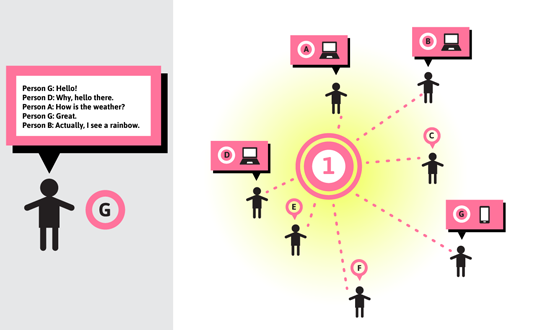 Person G: Hello!
Person D: Why, hello there.
Person A: How is the weather?
Person G: Great.
Person B: Actually, I see a rainbow.
G
A
B
C
1
D
E
G
F